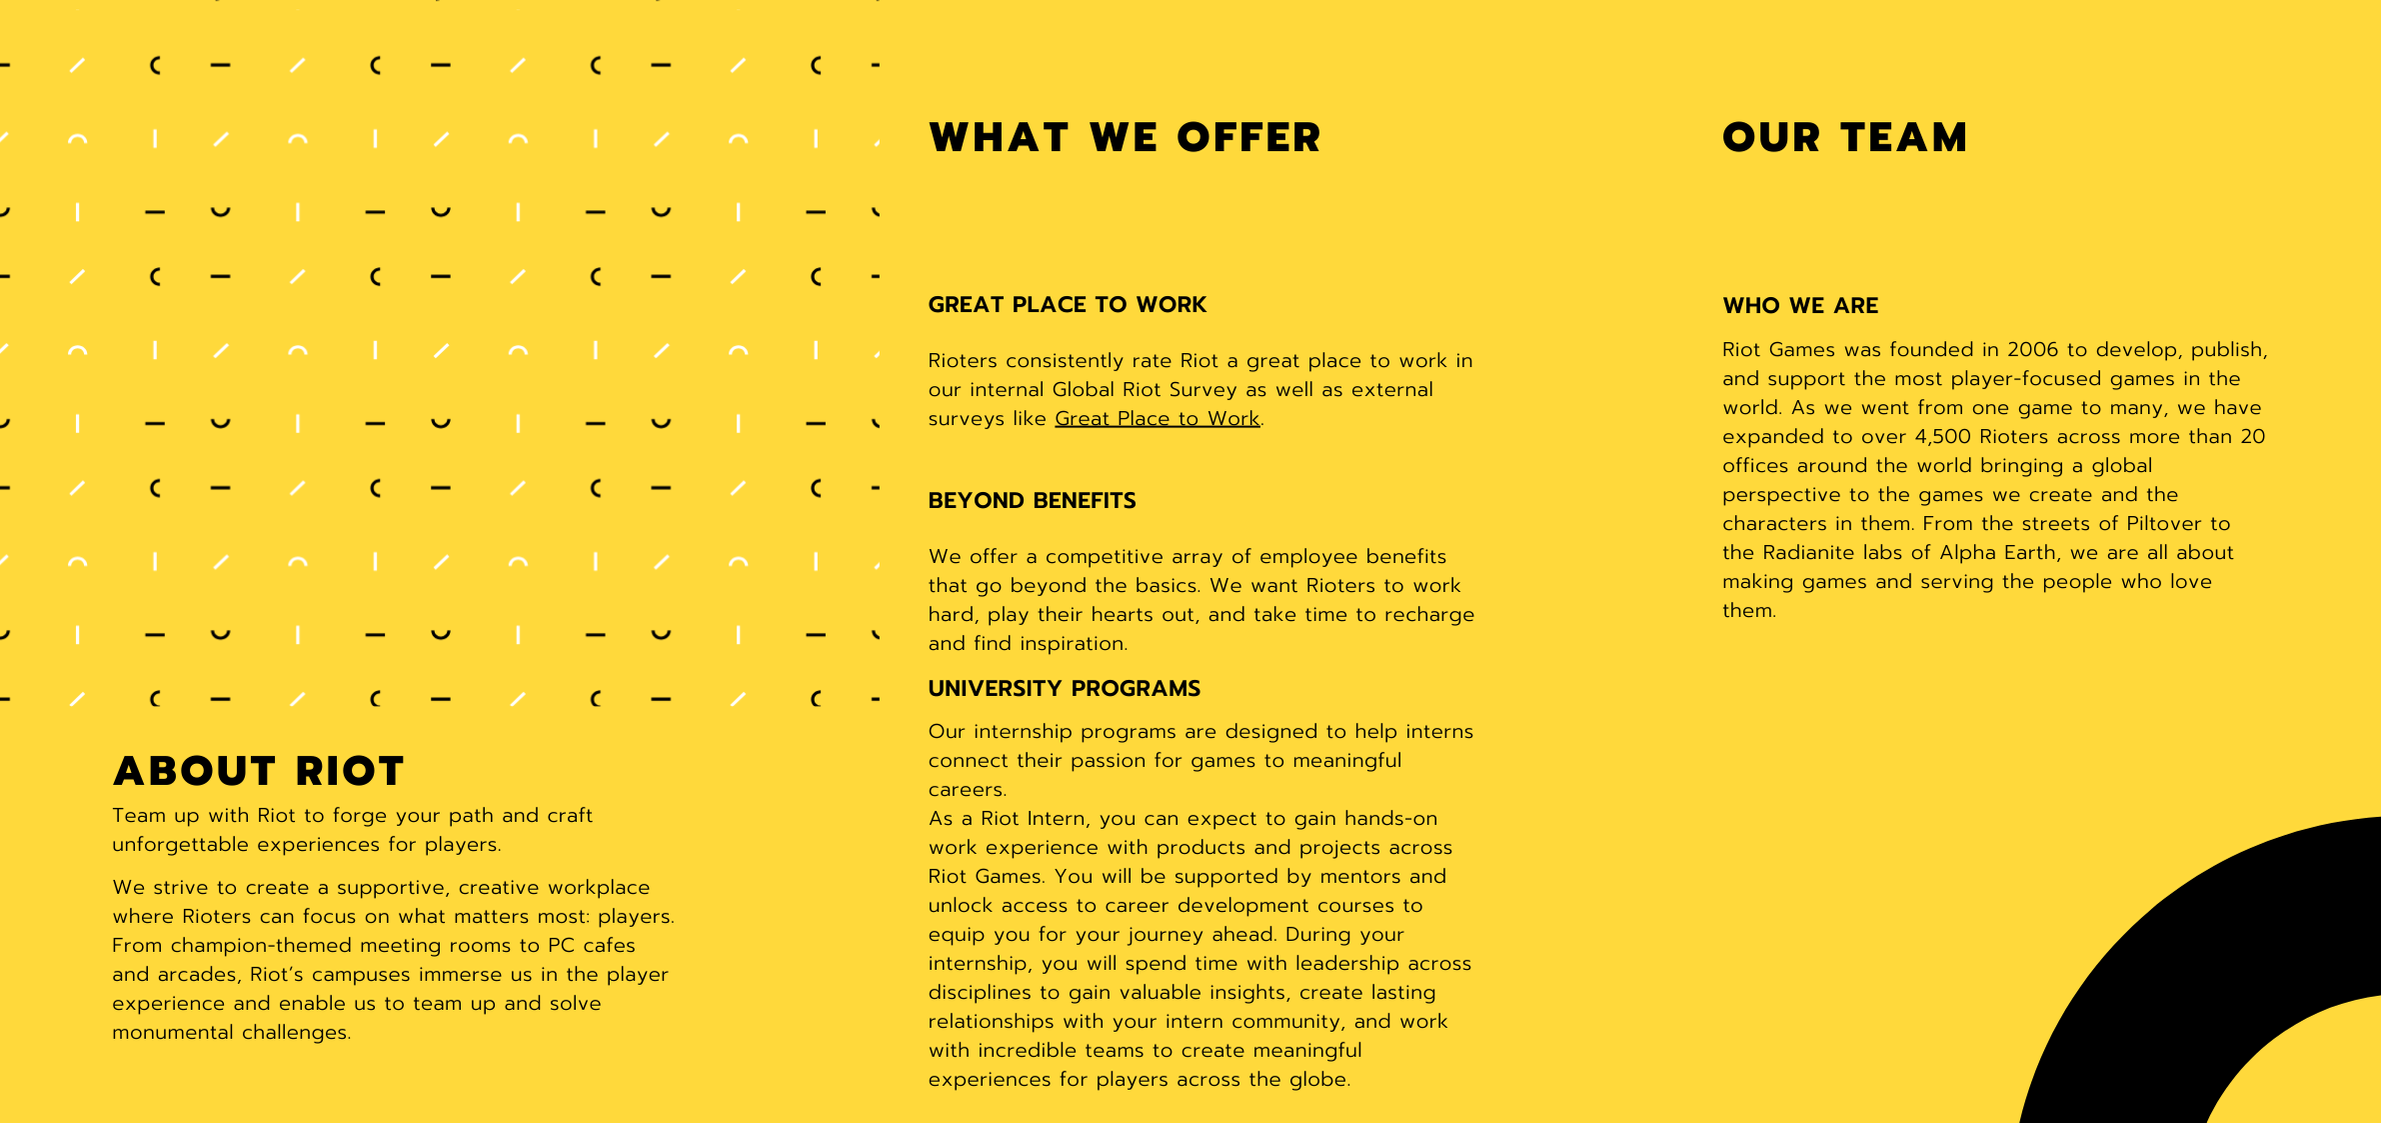 ABOUT RIOT
Team up with Riot to forge your path and craft
unforgettable experiences for players.
We strive to create a supportive, creative workplace
where Rioters can focus on what matters most: players.
From champion-themed meeting rooms to PC cafes
and arcades, Riot’s campuses immerse us in the player
experience and enable us to team up and solve
monumental challenges.
WHAT WE OFFER
GREAT PLACE TO WORK
Rioters consistently rate Riot a great place to work in
our internal Global Riot Survey as well as external
surveys like Great Place to Work.
BEYOND BENEFITS
We offer a competitive array of employee benefits
that go beyond the basics. We want Rioters to work
hard, play their hearts out, and take time to recharge
and find inspiration.
UNIVERSITY PROGRAMS
Our internship programs are designed to help interns
connect their passion for games to meaningful
careers.
As a Riot Intern, you can expect to gain hands-on
work experience with products and projects across
Riot Games. You will be supported by mentors and
unlock access to career development courses to
equip you for your journey ahead. During your
internship, you will spend time with leadership across
disciplines to gain valuable insights, create lasting
relationships with your intern community, and work
with incredible teams to create meaningful
experiences for players across the globe.
OUR TEAM
WHO WE ARE
Riot Games was founded in 2006 to develop, publish,
and support the most player-focused games in the
world. As we went from one game to many, we have
expanded to over 4,500 Rioters across more than 20
offices around the world bringing a global
perspective to the games we create and the
characters in them. From the streets of Piltover to
the Radianite labs of Alpha Earth, we are all about
making games and serving the people who love
them.